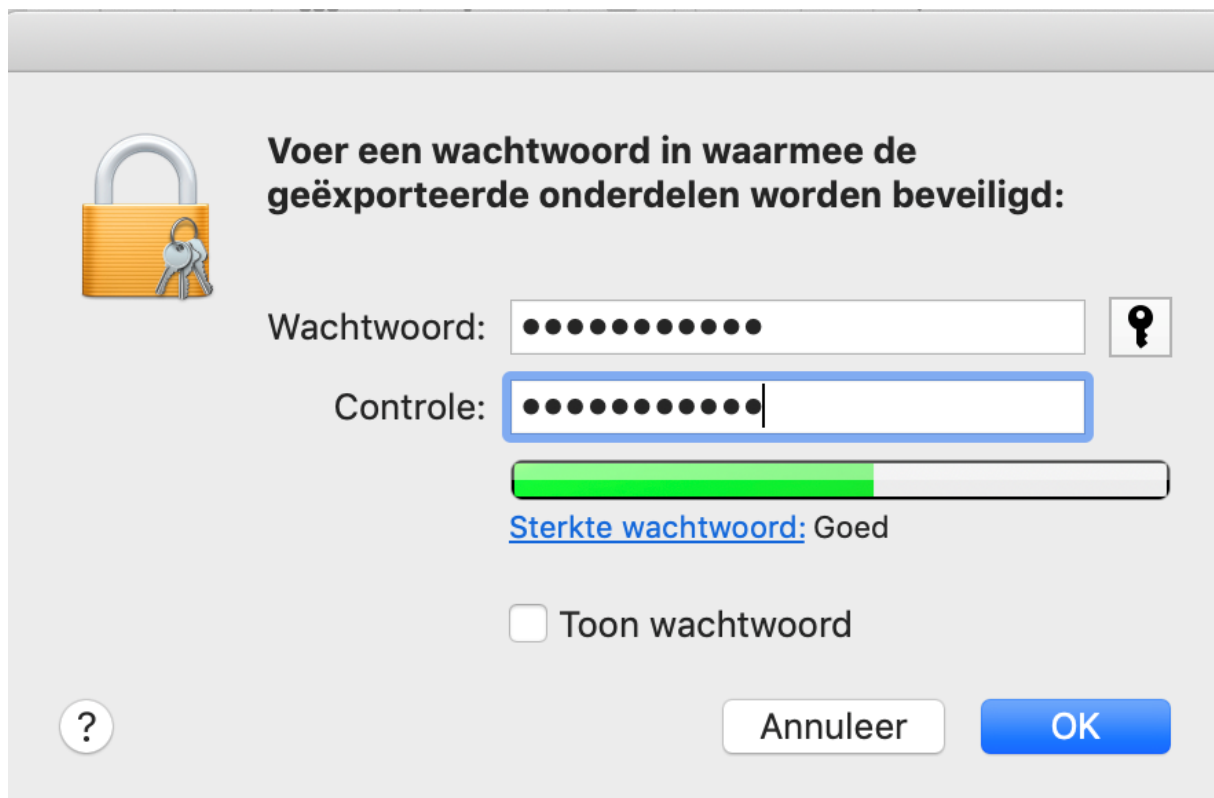 Voer een wachtwoord in waarmee de
geëxporteerde onderdelen worden beveiligd:
Wachtwoord: ●●●●●●●●●●●
Controle: ●●●●●●●●●●●
Sterkte wachtwoord: Goed
Toon wachtwoord
? Annuleer OK